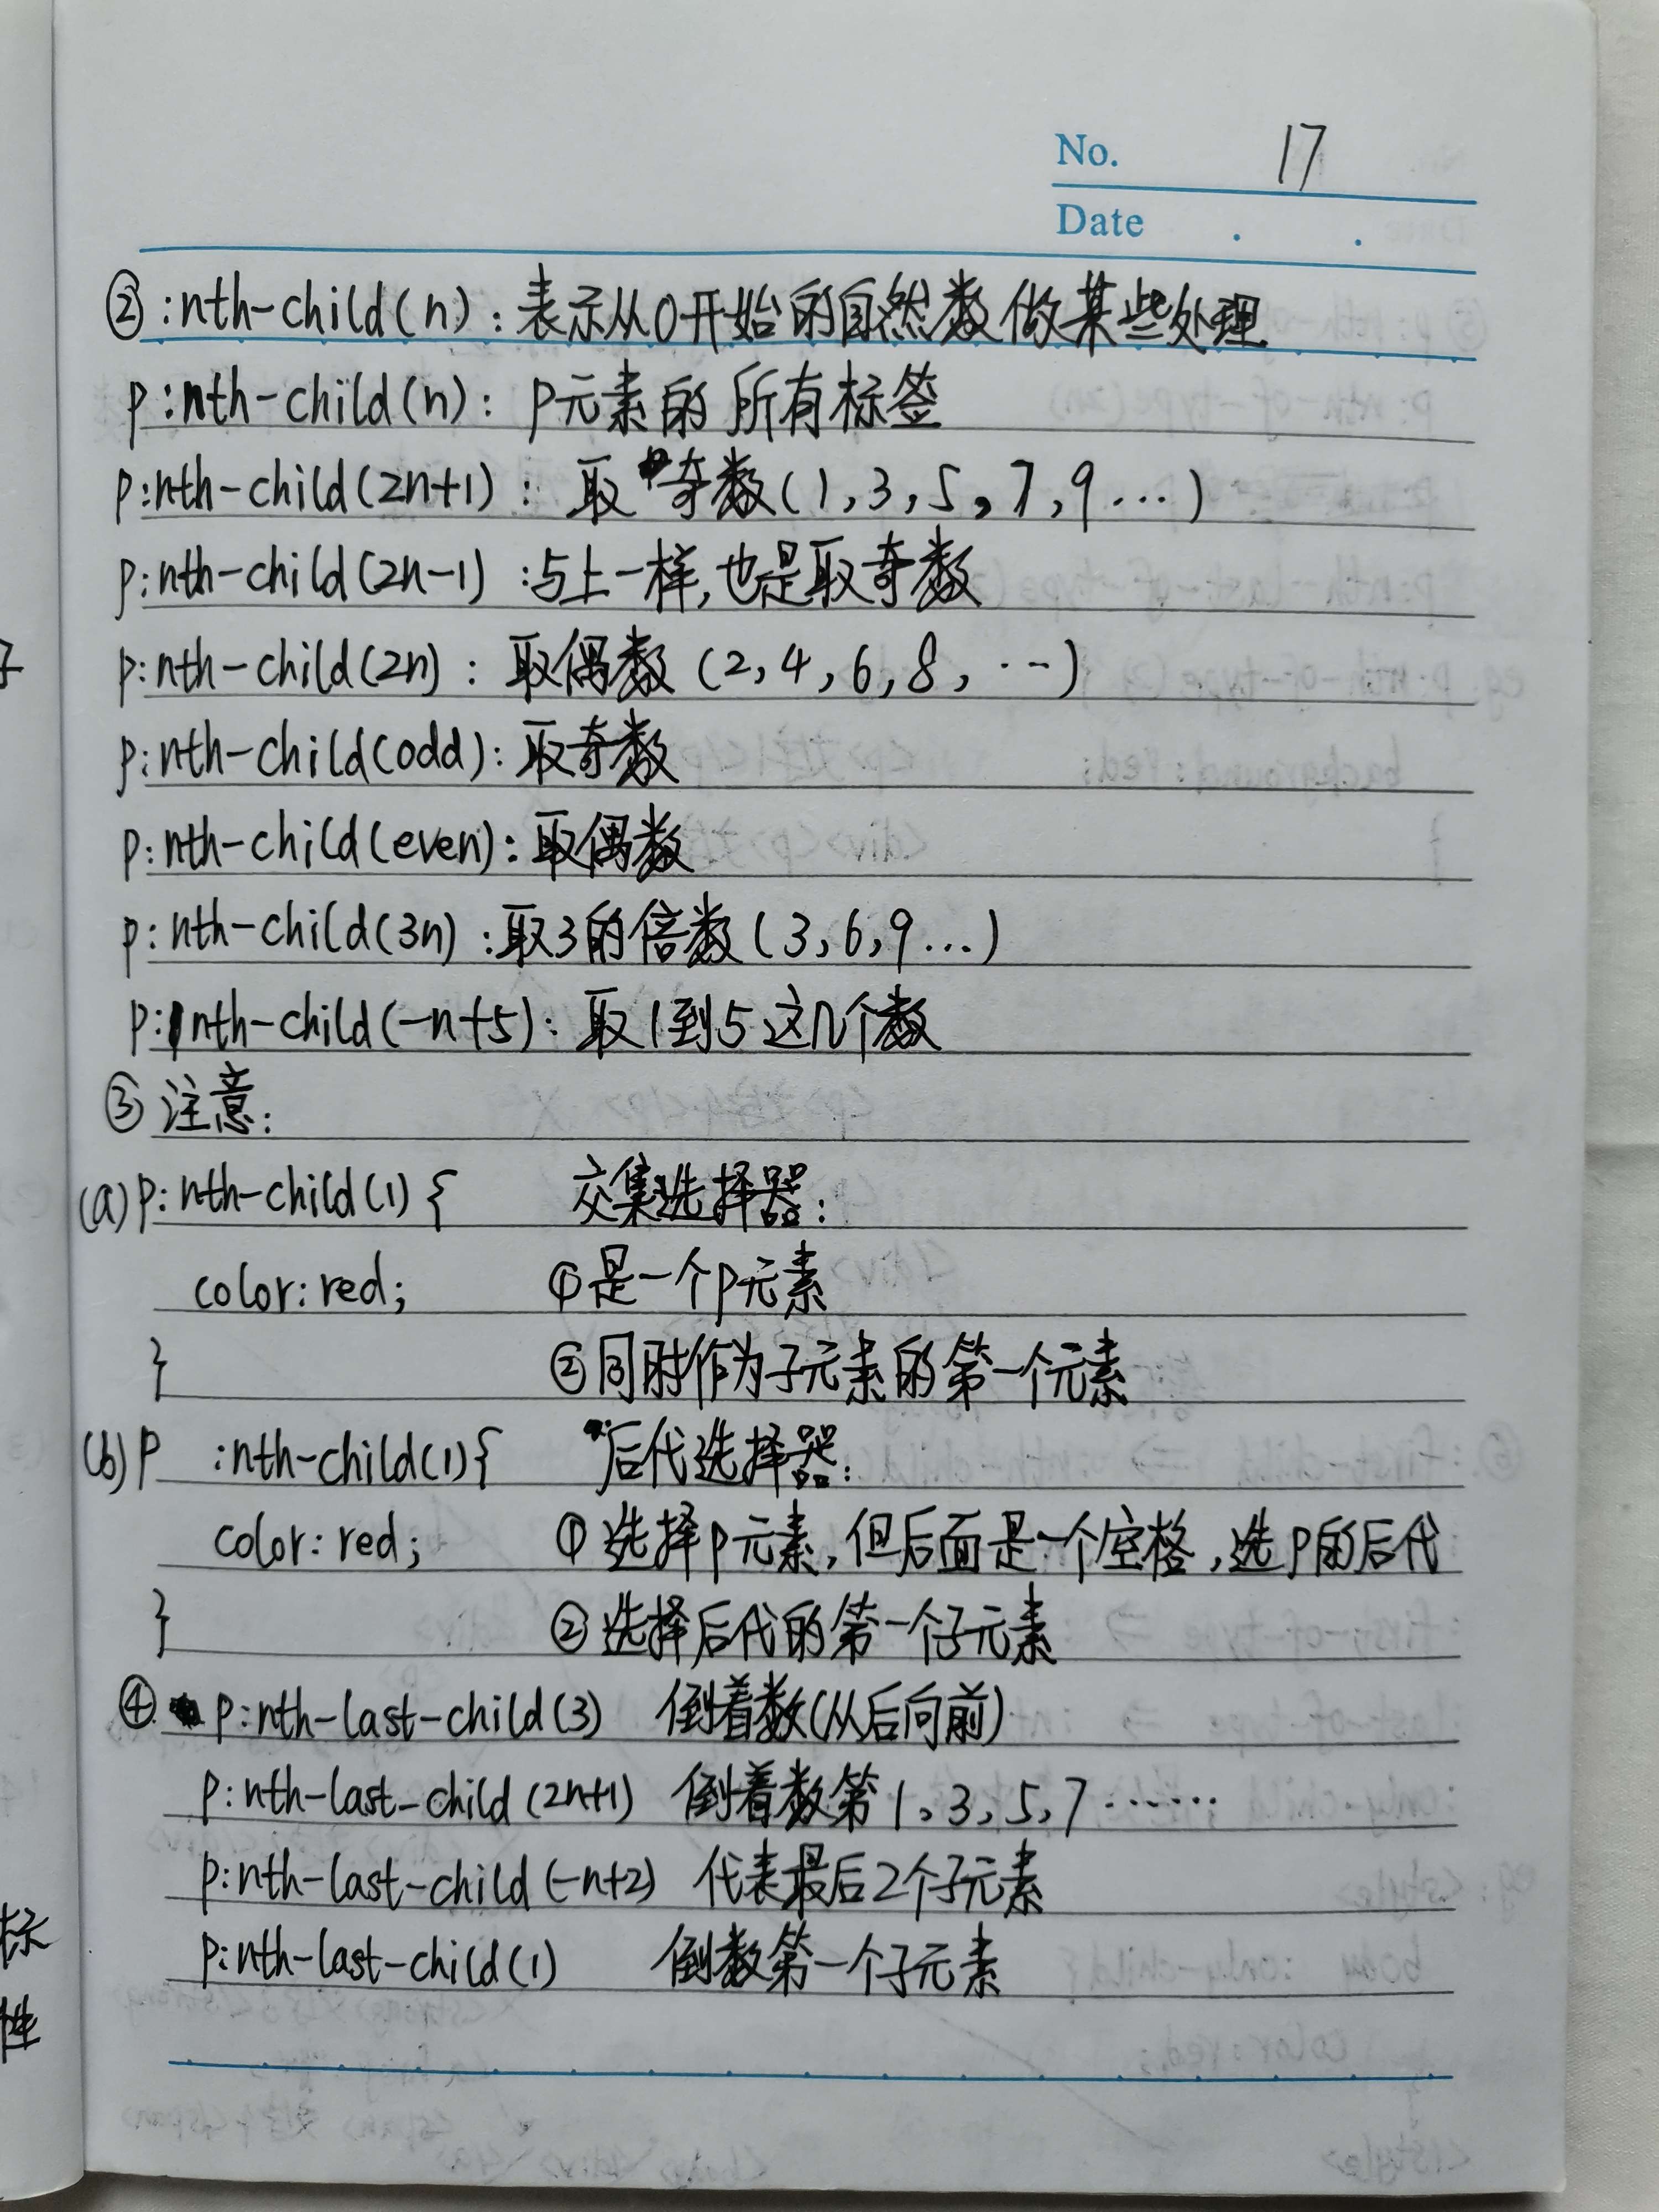 No. 17
Date . .
②:nth-child(n):表示从0开始的自然数做某些处理
p:nth-child(n):p元素的所有标签
p:nth-child(2n+1):取奇数(1,3,5,7,9...)
p:nth-child(2n-1):与上一样,也是取奇数
p:nth-child(2n):取偶数(2,4,6,8,...)
p:nth-child(odd):取奇数
p:nth-child(even):取偶数
p:nth-child(3n):取3的倍数(3,6,9...)
p:nth-child(-n+5):取1到5这几个数
③注意:
(a)p:nth-child(1){ 交集选择器:
color:red; ①是一个p元素
} ②同时作为子元素的第一个元素
(b)p :nth-child(1){ 后代选择器:
color:red; ①选择p元素,但后面是一个空格,选p的后代
} ②选择后代的第一个子元素
④. p:nth-last-child(3) 倒着数(从后向前)
p:nth-last-child(2n+1) 倒着数第1、3、5、7……
p:nth-last-child(-n+2) 代表最后2个子元素
p:nth-last-child(1) 倒数第一个子元素
标
性